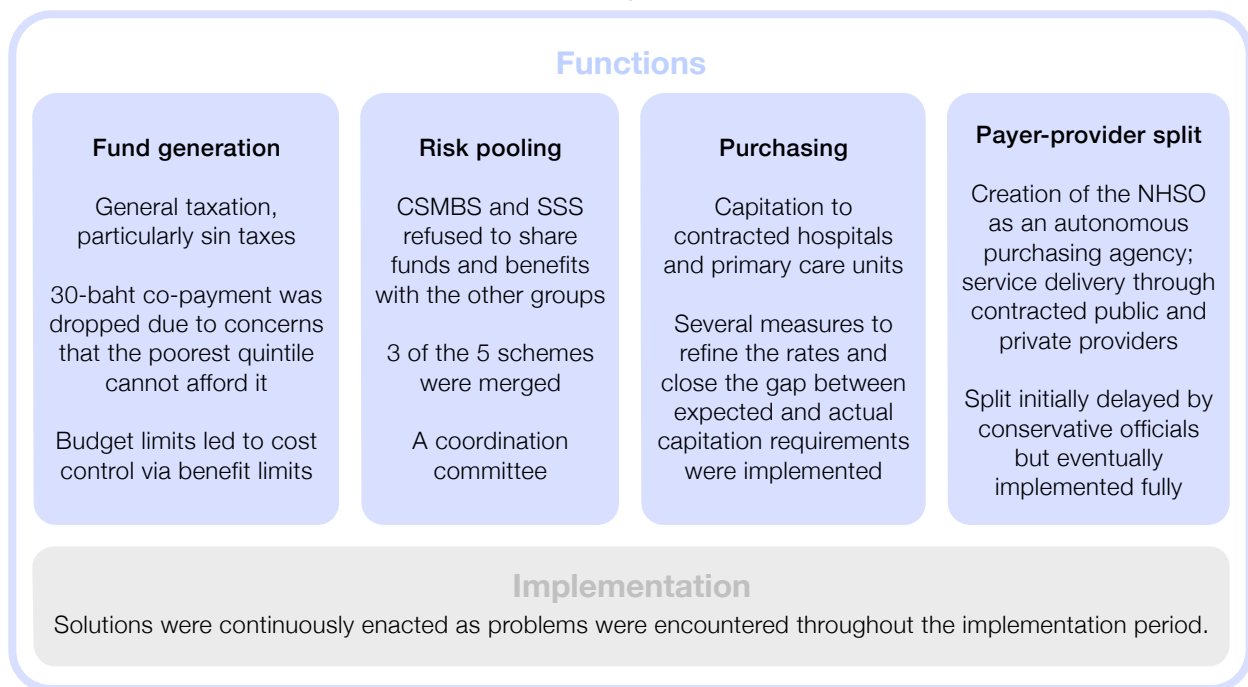 Functions
Fund generation
General taxation,
particularly sin taxes
30-baht co-payment was
dropped due to concerns
that the poorest quintile
cannot afford it
Budget limits led to cost
control via benefit limits
Risk pooling
CSMBS and SSS
refused to share
funds and benefits
with the other groups
3 of the 5 schemes
were merged
A coordination
committee
Purchasing
Capitation to
contracted hospitals
and primary care units
Several measures to
refine the rates and
close the gap between
expected and actual
capitation requirements
were implemented
Payer-provider split
Creation of the NHSO
as an autonomous
purchasing agency;
service delivery through
contracted public and
private providers
Split initially delayed by
conservative officials
but eventually
implemented fully
Implementation
Solutions were continuously enacted as problems were encountered throughout the implementation period.